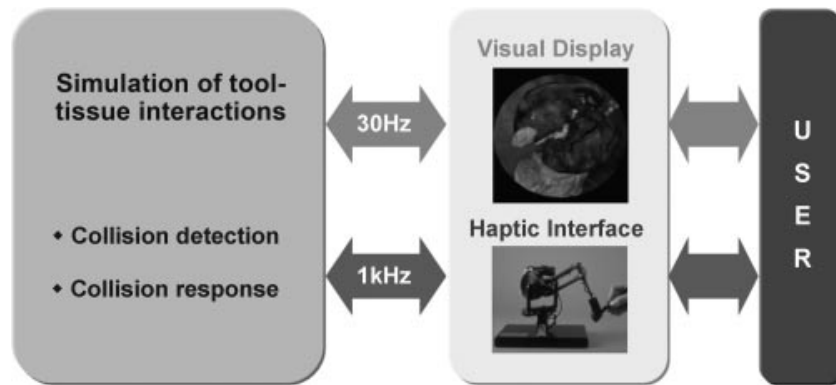 Simulation of tool-
tissue interactions
◆ Collision detection
◆ Collision response
30Hz
1kHz
Visual Display
Haptic Interface
U
S
E
R